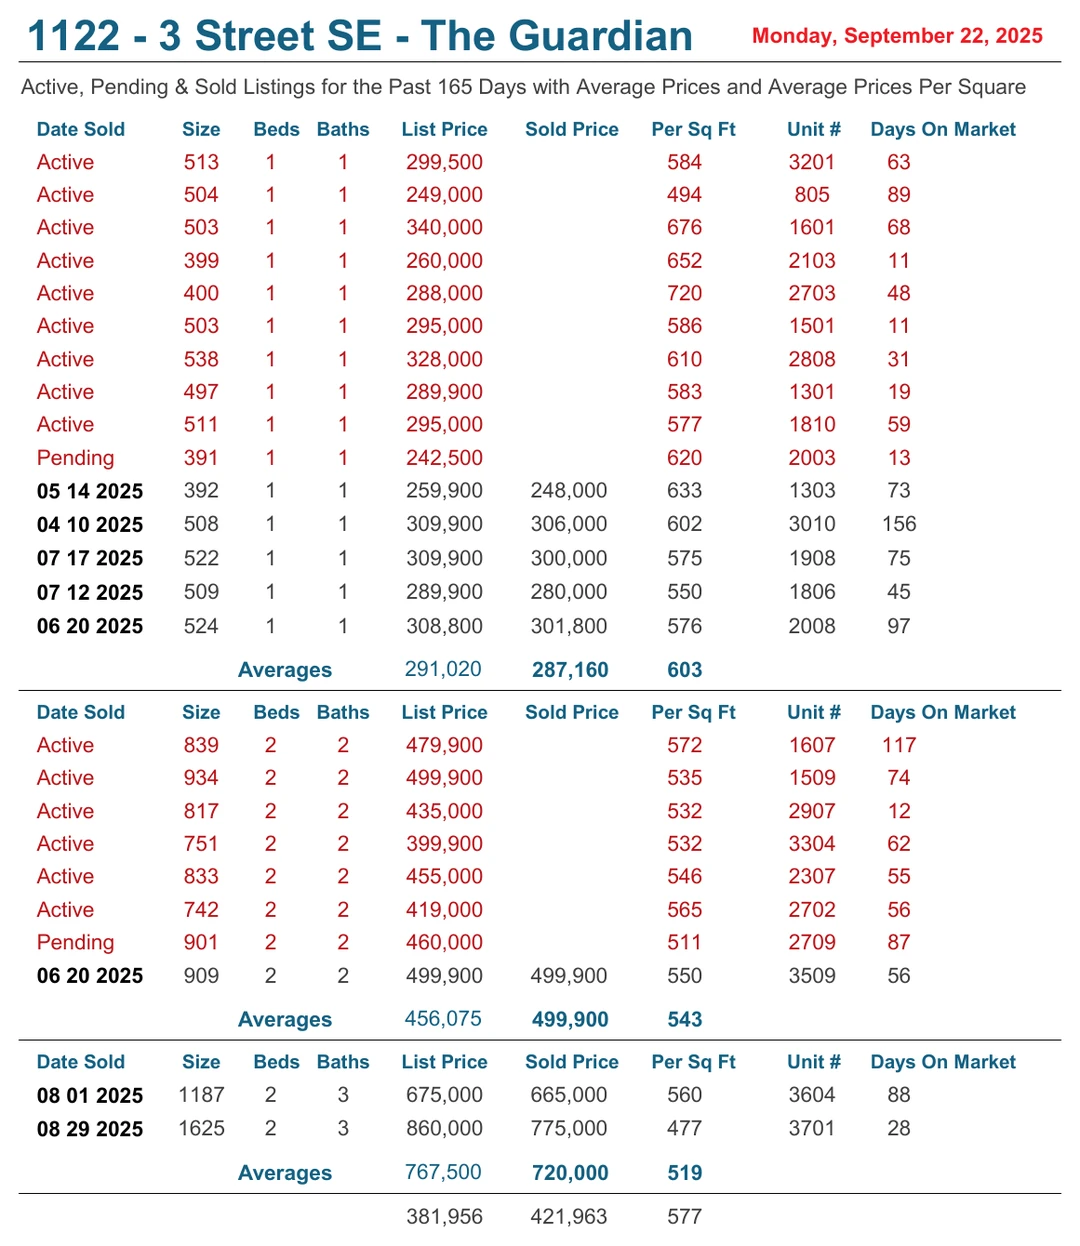 1122 - 3 Street SE - The Guardian Monday, September 22, 2025
Active, Pending & Sold Listings for the Past 165 Days with Average Prices and Average Prices Per Square
Date Sold Size Beds Baths List Price Sold Price Per Sq Ft Unit # Days On Market
Active 513 1 1 299,500 584 3201 63
Active 504 1 1 249,000 494 805 89
Active 503 1 1 340,000 676 1601 68
Active 399 1 1 260,000 652 2103 11
Active 400 1 1 288,000 720 2703 48
Active 503 1 1 295,000 586 1501 11
Active 538 1 1 328,000 610 2808 31
Active 497 1 1 289,900 583 1301 19
Active 511 1 1 295,000 577 1810 59
Pending 391 1 1 242,500 620 2003 13
05 14 2025 392 1 1 259,900 248,000 633 1303 73
04 10 2025 508 1 1 309,900 306,000 602 3010 156
07 17 2025 522 1 1 309,900 300,000 575 1908 75
07 12 2025 509 1 1 289,900 280,000 550 1806 45
06 20 2025 524 1 1 308,800 301,800 576 2008 97
Averages 291,020 287,160 603
Date Sold Size Beds Baths List Price Sold Price Per Sq Ft Unit # Days On Market
Active 839 2 2 479,900 572 1607 117
Active 934 2 2 499,900 535 1509 74
Active 817 2 2 435,000 532 2907 12
Active 751 2 2 399,900 532 3304 62
Active 833 2 2 455,000 546 2307 55
Active 742 2 2 419,000 565 2702 56
Pending 901 2 2 460,000 511 2709 87
06 20 2025 909 2 2 499,900 499,900 550 3509 56
Averages 456,075 499,900 543
Date Sold Size Beds Baths List Price Sold Price Per Sq Ft Unit # Days On Market
08 01 2025 1187 2 3 675,000 665,000 560 3604 88
08 29 2025 1625 2 3 860,000 775,000 477 3701 28
Averages 767,500 720,000 519
381,956 421,963 577